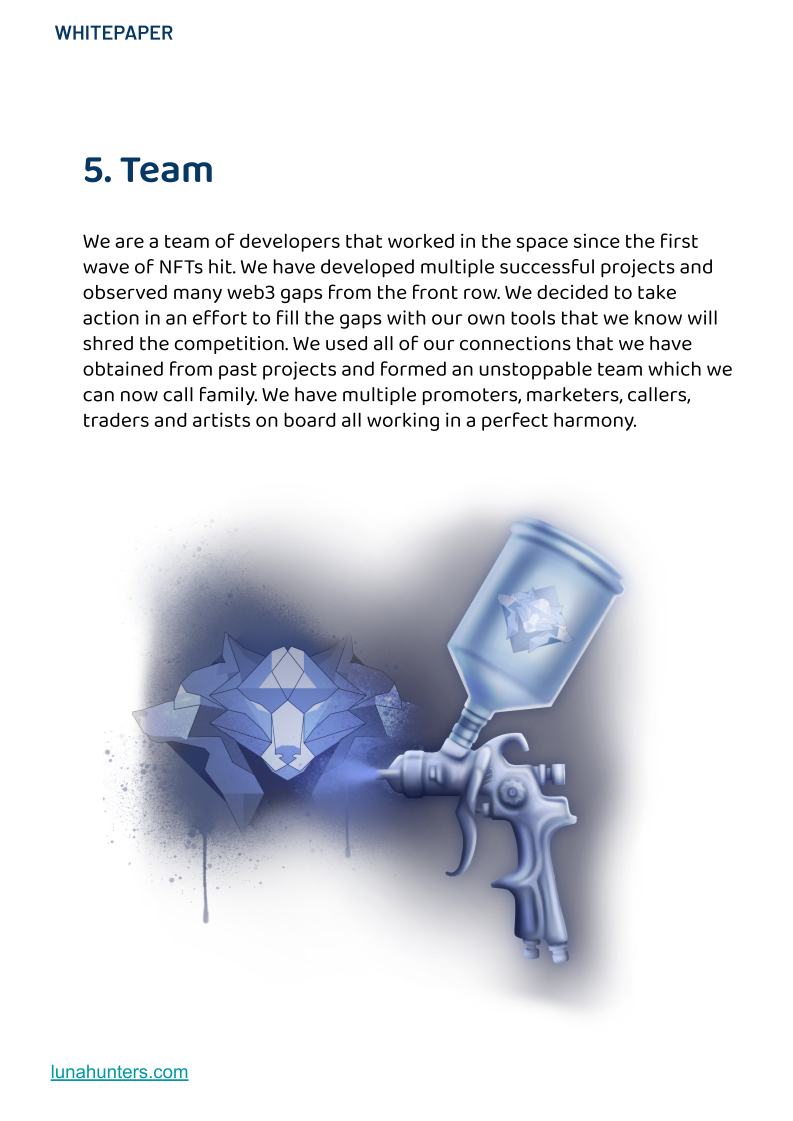 WHITEPAPER
5. Team
We are a team of developers that worked in the space since the first
wave of NFTs hit. We have developed multiple successful projects and
observed many web3 gaps from the front row. We decided to take
action in an effort to fill the gaps with our own tools that we know will
shred the competition. We used all of our connections that we have
obtained from past projects and formed an unstoppable team which we
can now call family. We have multiple promoters, marketers, callers,
traders and artists on board all working in a perfect harmony.
lunahunters.com